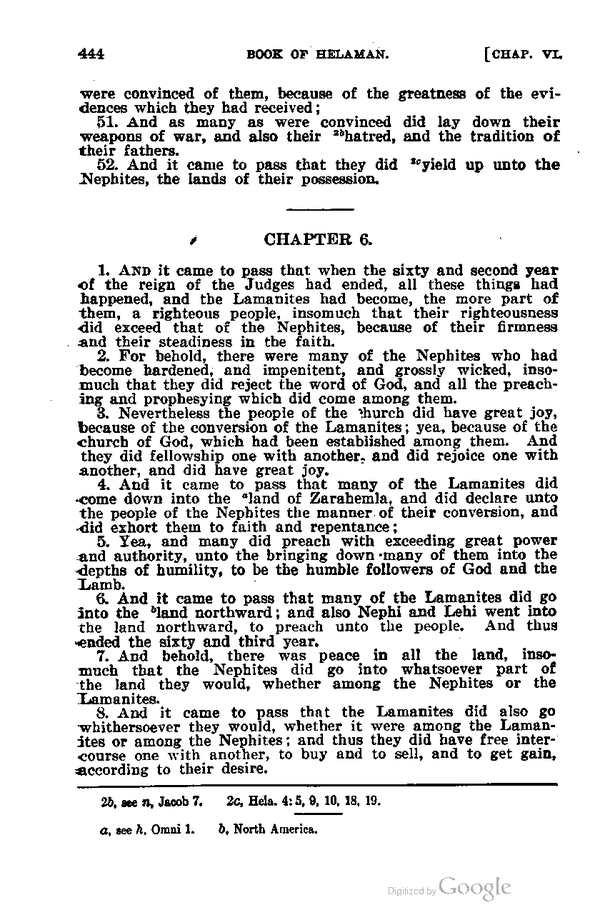 444 BOOK OF HELAMAN. [CHAP. VI.
were convinced of them, because of the greatness of the evi-
dences which they had received;
51. And as many as were convinced did lay down their
weapons of war, and also their 2bhatred, and the tradition of
their fathers.
52. And it came to pass that they did 2cyield up unto the
Nephites, the lands of their possession.
CHAPTER 6.
1. AND it came to pass that when the sixty and second year
of the reign of the Judges had ended, all these things had
happened, and the Lamanites had become, the more part of
them, a righteous people, insomuch that their righteousness
did exceed that of the Nephites, because of their firmness
and their steadiness in the faith.
2. For behold, there were many of the Nephites who had
become hardened, and impenitent, and grossly wicked, inso-
much that they did reject the word of God, and all the preach-
ing and prophesying which did come among them.
3. Nevertheless the people of the church did have great joy,
because of the conversion of the Lamanites; yea, because of the
church of God, which had been established among them. And
they did fellowship one with another, and did rejoice one with
another, and did have great joy.
4. And it came to pass that many of the Lamanites did
come down into the aland of Zarahemla, and did declare unto
the people of the Nephites the manner of their conversion, and
did exhort them to faith and repentance;
5. Yea, and many did preach with exceeding great power
and authority, unto the bringing down many of them into the
depths of humility, to be the humble followers of God and the
Lamb.
6. And it came to pass that many of the Lamanites did go
into the bland northward; and also Nephi and Lehi went into
the land northward, to preach unto the people. And thus
ended the sixty and third year.
7. And behold, there was peace in all the land, inso-
much that the Nephites did go into whatsoever part of
the land they would, whether among the Nephites or the
Lamanites.
8. And it came to pass that the Lamanites did also go
whithersoever they would, whether it were among the Laman-
ites or among the Nephites; and thus they did have free inter-
course one with another, to buy and to sell, and to get gain,
according to their desire.
2b, see n, Jacob 7. 2c, Hela. 4: 5, 9, 10, 18, 19.
a, see h, Omni 1. b, North America.
Digitized by Google